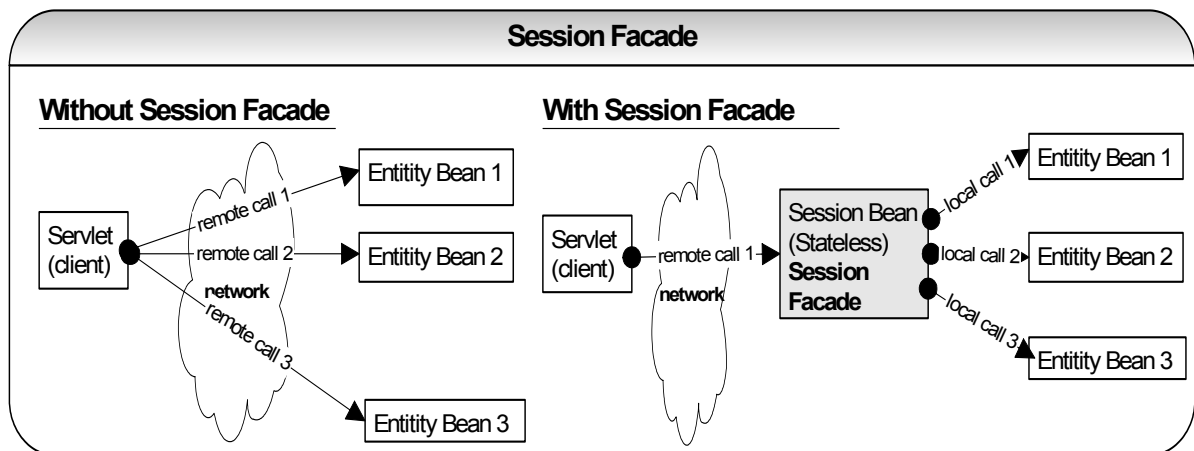 Session Facade
Without Session Facade
Servlet
(client)
remote call 1
remote call 2
network
remote call 3
Entitity Bean 1
Entitity Bean 2
Entitity Bean 3
With Session Facade
Servlet
(client)
remote call 1
network
Session Bean
(Stateless)
Session
Facade
local call 1
local call 2
local call 3
Entitity Bean 1
Entitity Bean 2
Entitity Bean 3